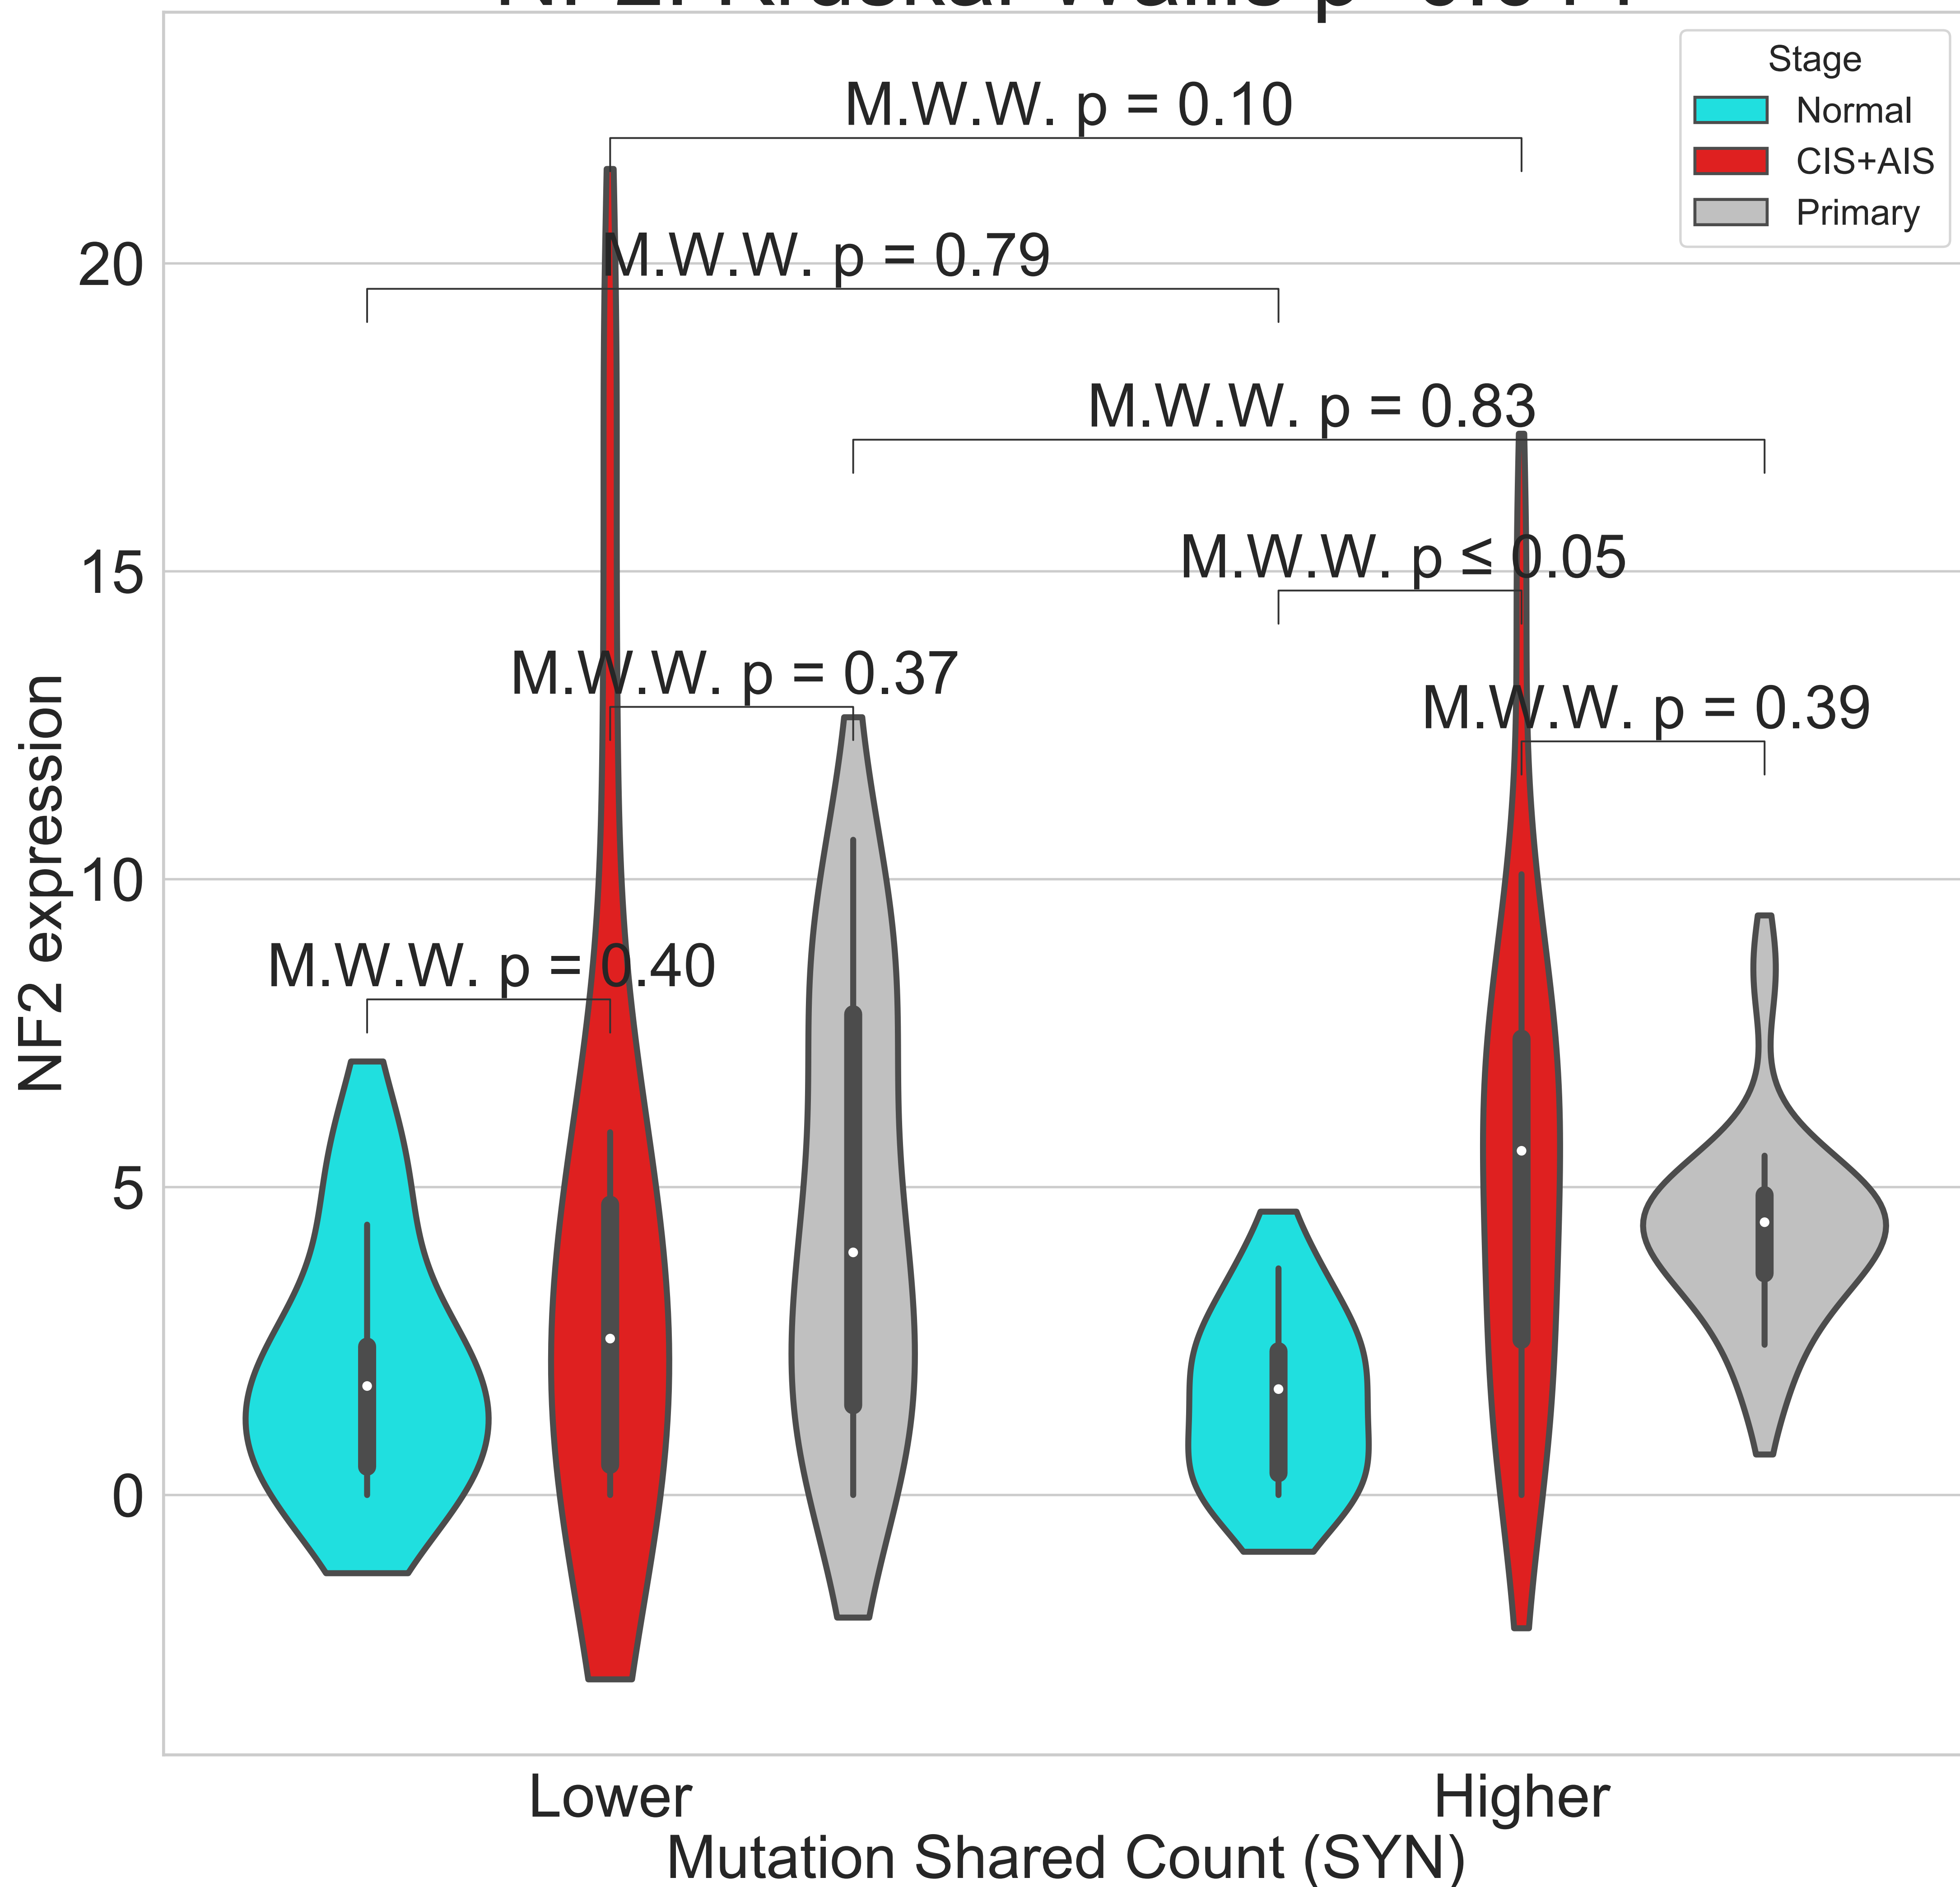 Stage
Normal
CIS+AIS
Primary
M.W.W. p = 0.10
M.W.W. p = 0.79
M.W.W. p = 0.83
M.W.W. p ≤ 0.05
M.W.W. p = 0.37
M.W.W. p = 0.39
M.W.W. p = 0.40
20
15
10
5
0
NF2 expression
Lower
Higher
Mutation Shared Count (SYN)